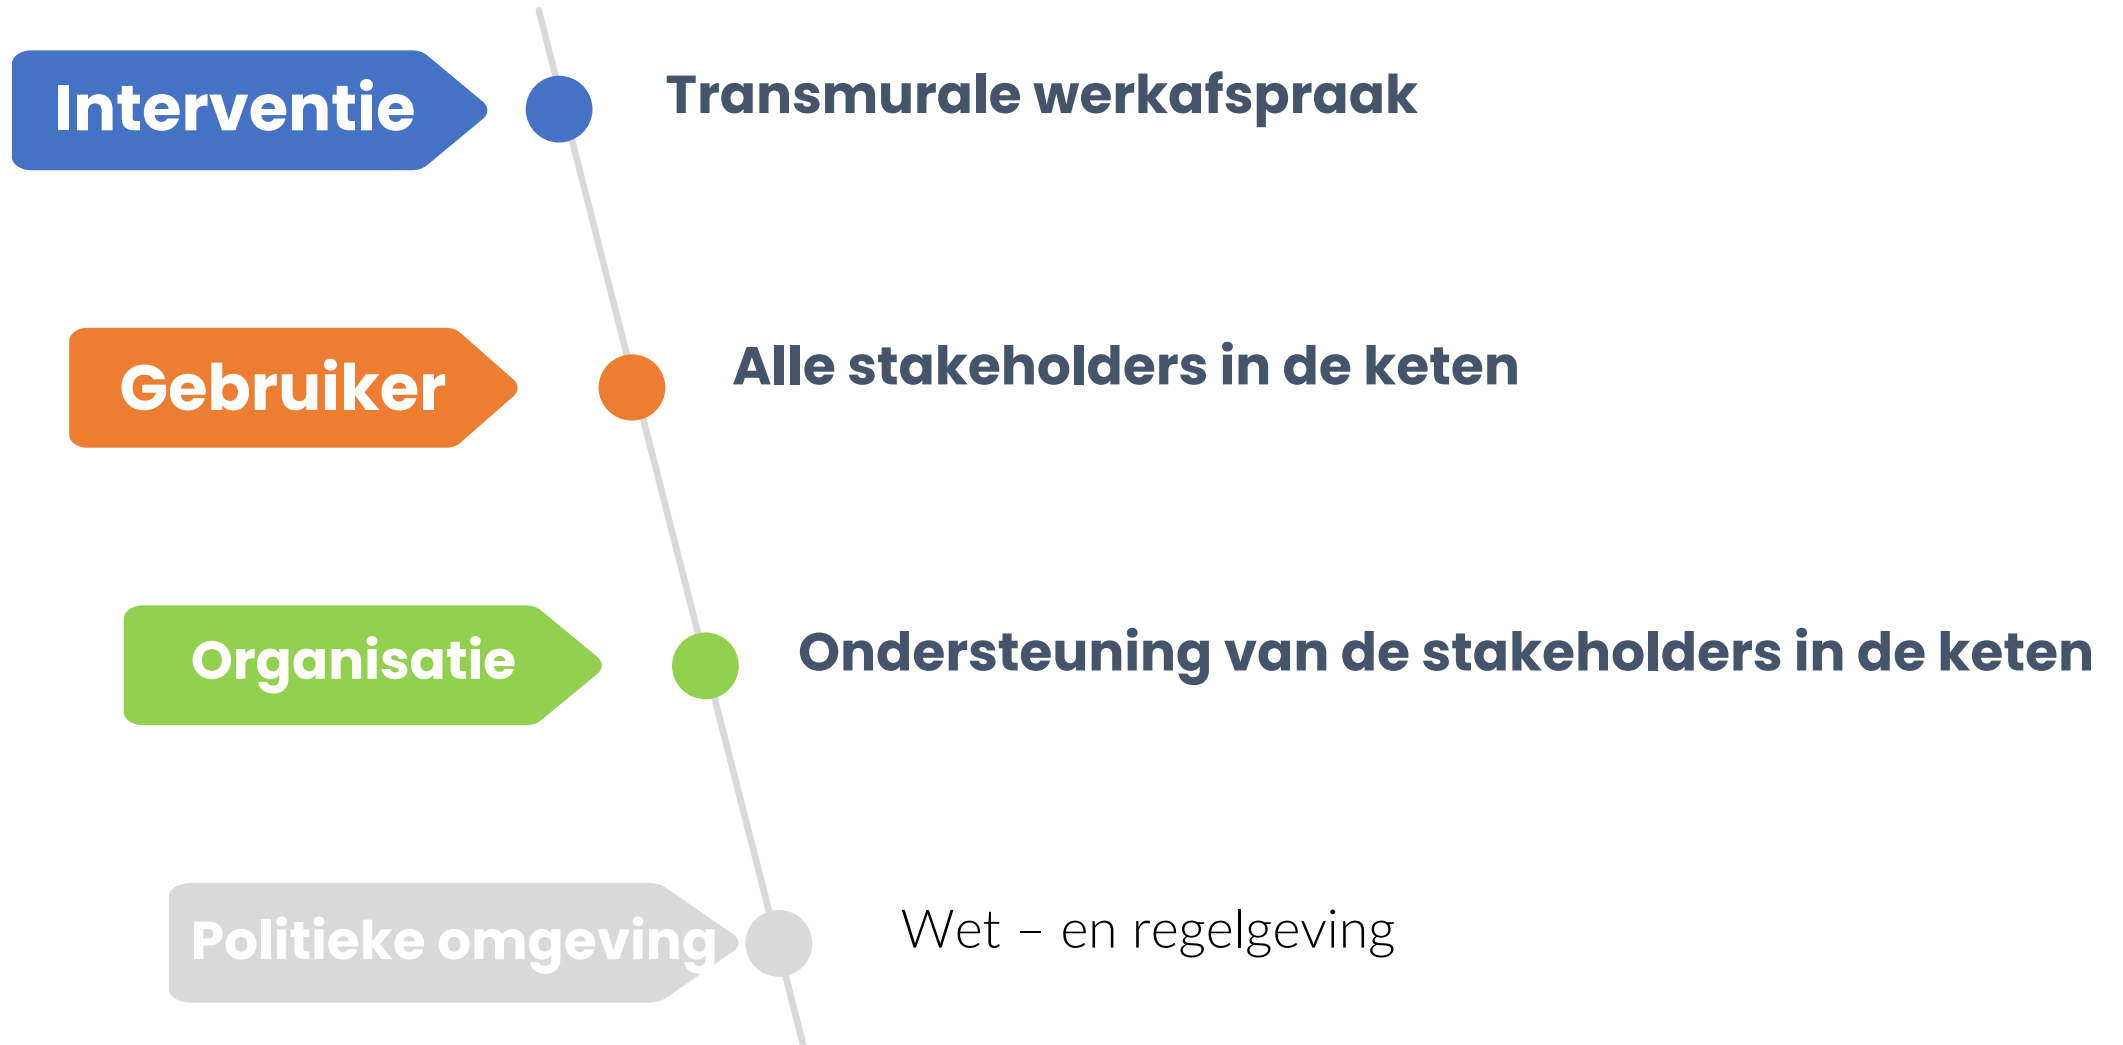 Interventie
Transmurale werkafspraak
Gebruiker
Alle stakeholders in de keten
Organisatie
Ondersteuning van de stakeholders in de keten
Politieke omgeving
Wet – en regelgeving